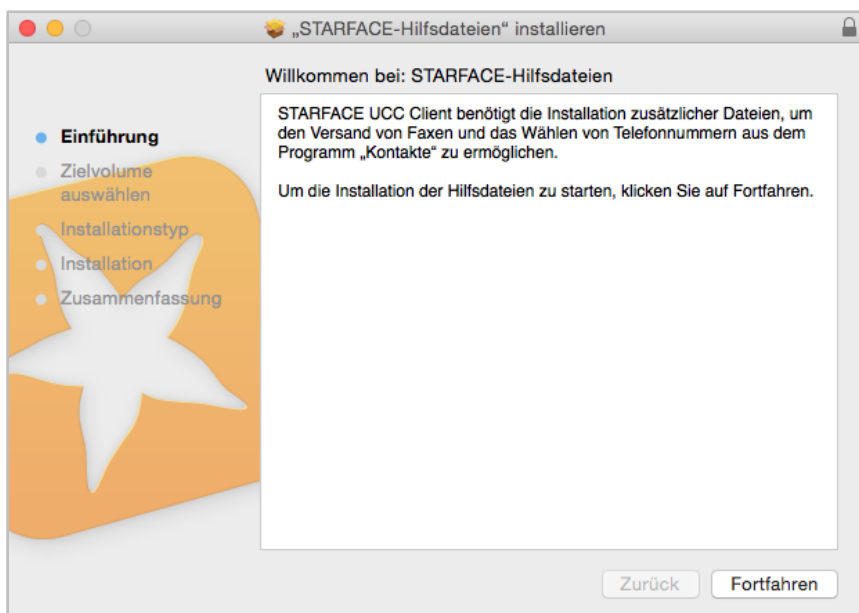 „STARFACE-Hilfsdateien“ installieren
Willkommen bei: STARFACE-Hilfsdateien
Einführung
Zielvolume
auswählen
Installationstyp
Installation
Zusammenfassung
STARFACE UCC Client benötigt die Installation zusätzlicher Dateien, um
den Versand von Faxen und das Wählen von Telefonnummern aus dem
Programm „Kontakte“ zu ermöglichen.
Um die Installation der Hilfsdateien zu starten, klicken Sie auf Fortfahren.
Zurück
Fortfahren